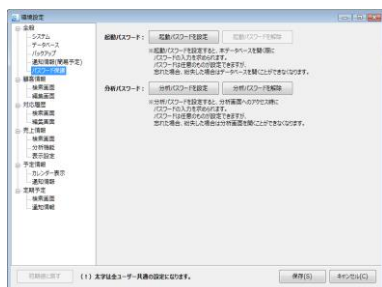 環境設定
全般
システム
データベース
バックアップ
通知情報(簡易予定)
パスワード保護
顧客情報
検索画面
編集画面
対応履歴
検索画面
編集画面
売上情報
検索画面
分析機能
表示設定
予定情報
カレンダー表示
通知情報
定期予定
検索画面
通知情報
起動パスワード： 起動パスワードを設定 起動パスワードを解除
※起動パスワードを設定すると、本データベースを開く際に
パスワードの入力を求められます。
パスワードは任意のものが設定できますが、
忘れた場合、紛失した場合はデータベースを開くことができなくなります。
分析パスワード： 分析パスワードを設定 分析パスワードを解除
※分析パスワードを設定すると、分析画面へのアクセス時に
パスワードの入力を求められます。
パスワードは任意のものが設定できますが、
忘れた場合、紛失した場合は分析画面を開くことができなくなります。
初期値に戻す (!) 太字は全ユーザー共通の設定になります。 保存(S) キャンセル(C)